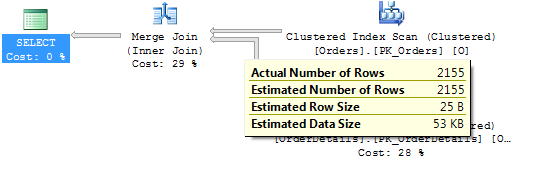 SELECT
Cost: 0 %
Merge Join
(Inner Join)
Cost: 29 %
Clustered Index Scan (Clustered)
[Orders].[PK_Orders] [O]
Actual Number of Rows 2155
Estimated Number of Rows 2155
Estimated Row Size 25 B
Estimated Data Size 53 KB
[OrderDetails].[PK_OrderDetails] [O…
Cost: 28 %